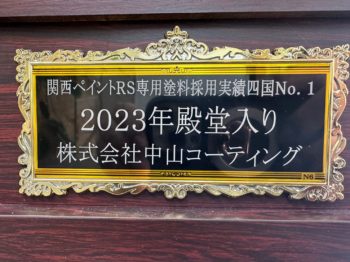 関西ペイントRS専用塗料採用実績四国No.1
2023年殿堂入り
株式会社中山コーティング
N6